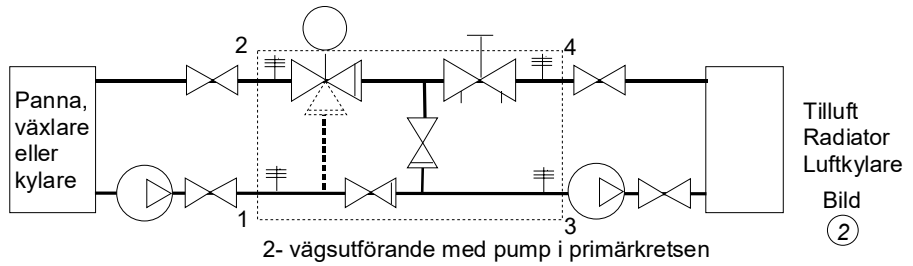 2
4
Panna,
växlare
eller
kylare
Tilluft
Radiator
Luftkylare
Bild
2
1
3
2- vägsutförande med pump i primärkretsen